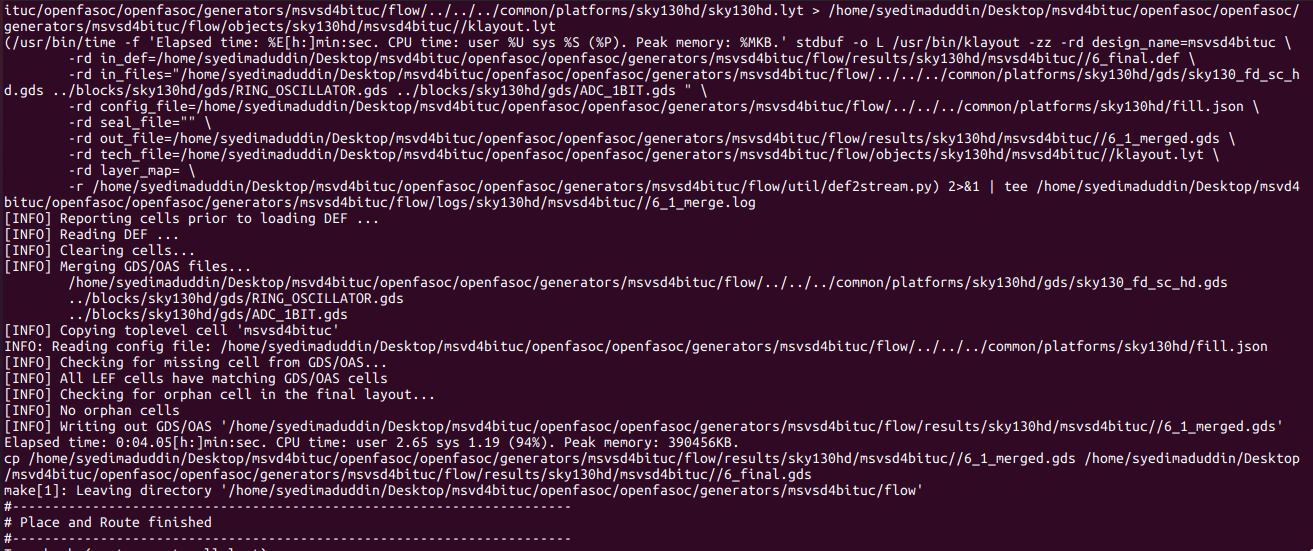 ituc/openfasoc/openfasoc/generators/msvsd4bituc/flow/../../../common/platforms/sky130hd/sky130hd.lyt > /home/syedimaduddin/Desktop/msvd4bituc/openfasoc/openfasoc/
generators/msvsd4bituc/flow/objects/sky130hd/msvsd4bituc//klayout.lyt
(/usr/bin/time -f 'Elapsed time: %E[h:]min:sec. CPU time: user %U sys %S (%P). Peak memory: %MKB.' stdbuf -o L /usr/bin/klayout -zz -rd design_name=msvsd4bituc \
        -rd in_def=/home/syedimaduddin/Desktop/msvd4bituc/openfasoc/openfasoc/generators/msvsd4bituc/flow/results/sky130hd/msvsd4bituc//6_final.def \
        -rd in_files="/home/syedimaduddin/Desktop/msvd4bituc/openfasoc/openfasoc/generators/msvsd4bituc/flow/../../../common/platforms/sky130hd/gds/sky130_fd_sc_h
d.gds ../blocks/sky130hd/gds/RING_OSCILLATOR.gds ../blocks/sky130hd/gds/ADC_1BIT.gds " \
        -rd config_file=/home/syedimaduddin/Desktop/msvd4bituc/openfasoc/openfasoc/generators/msvsd4bituc/flow/../../../common/platforms/sky130hd/fill.json \
        -rd seal_file="" \
        -rd out_file=/home/syedimaduddin/Desktop/msvd4bituc/openfasoc/openfasoc/generators/msvsd4bituc/flow/results/sky130hd/msvsd4bituc//6_1_merged.gds \
        -rd tech_file=/home/syedimaduddin/Desktop/msvd4bituc/openfasoc/openfasoc/generators/msvsd4bituc/flow/objects/sky130hd/msvsd4bituc//klayout.lyt \
        -rd layer_map= \
        -r /home/syedimaduddin/Desktop/msvd4bituc/openfasoc/openfasoc/generators/msvsd4bituc/flow/util/def2stream.py) 2>&1 | tee /home/syedimaduddin/Desktop/msvd4
bituc/openfasoc/openfasoc/generators/msvsd4bituc/flow/logs/sky130hd/msvsd4bituc//6_1_merge.log
[INFO] Reporting cells prior to loading DEF ...
[INFO] Reading DEF ...
[INFO] Clearing cells...
[INFO] Merging GDS/OAS files...
        /home/syedimaduddin/Desktop/msvd4bituc/openfasoc/openfasoc/generators/msvsd4bituc/flow/../../../common/platforms/sky130hd/gds/sky130_fd_sc_hd.gds
        ../blocks/sky130hd/gds/RING_OSCILLATOR.gds
        ../blocks/sky130hd/gds/ADC_1BIT.gds
[INFO] Copying toplevel cell 'msvsd4bituc'
INFO: Reading config file: /home/syedimaduddin/Desktop/msvd4bituc/openfasoc/openfasoc/generators/msvsd4bituc/flow/../../../common/platforms/sky130hd/fill.json
[INFO] Checking for missing cell from GDS/OAS...
[INFO] All LEF cells have matching GDS/OAS cells
[INFO] Checking for orphan cell in the final layout...
[INFO] No orphan cells
[INFO] Writing out GDS/OAS '/home/syedimaduddin/Desktop/msvd4bituc/openfasoc/openfasoc/generators/msvsd4bituc/flow/results/sky130hd/msvsd4bituc//6_1_merged.gds'
Elapsed time: 0:04.05[h:]min:sec. CPU time: user 2.65 sys 1.19 (94%). Peak memory: 390456KB.
cp /home/syedimaduddin/Desktop/msvd4bituc/openfasoc/openfasoc/generators/msvsd4bituc/flow/results/sky130hd/msvsd4bituc//6_1_merged.gds /home/syedimaduddin/Desktop
/msvd4bituc/openfasoc/openfasoc/generators/msvsd4bituc/flow/results/sky130hd/msvsd4bituc//6_final.gds
make[1]: Leaving directory '/home/syedimaduddin/Desktop/msvd4bituc/openfasoc/openfasoc/generators/msvsd4bituc/flow'
#----------------------------------------------------------------------
# Place and Route finished
#----------------------------------------------------------------------